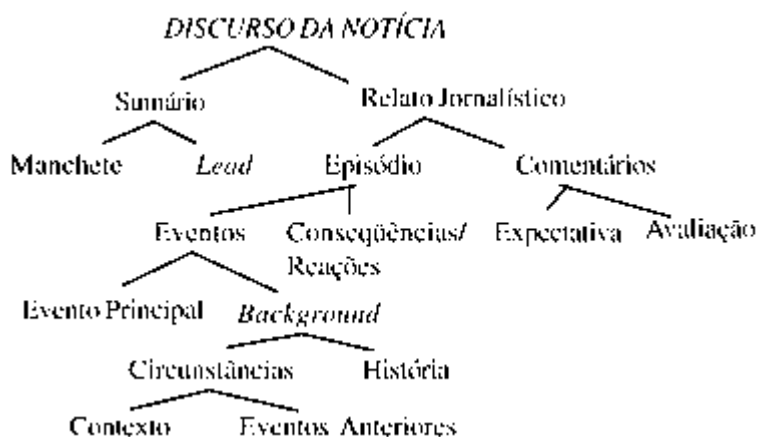 DISCURSO DA NOTÍCIA
Sumário Relato Jornalístico
Manchete Lead Episódio Comentários
Eventos Conseqüências/ Expectativa Avaliação
Reações
Evento Principal Background
Circunstâncias História
Contexto Eventos Anteriores